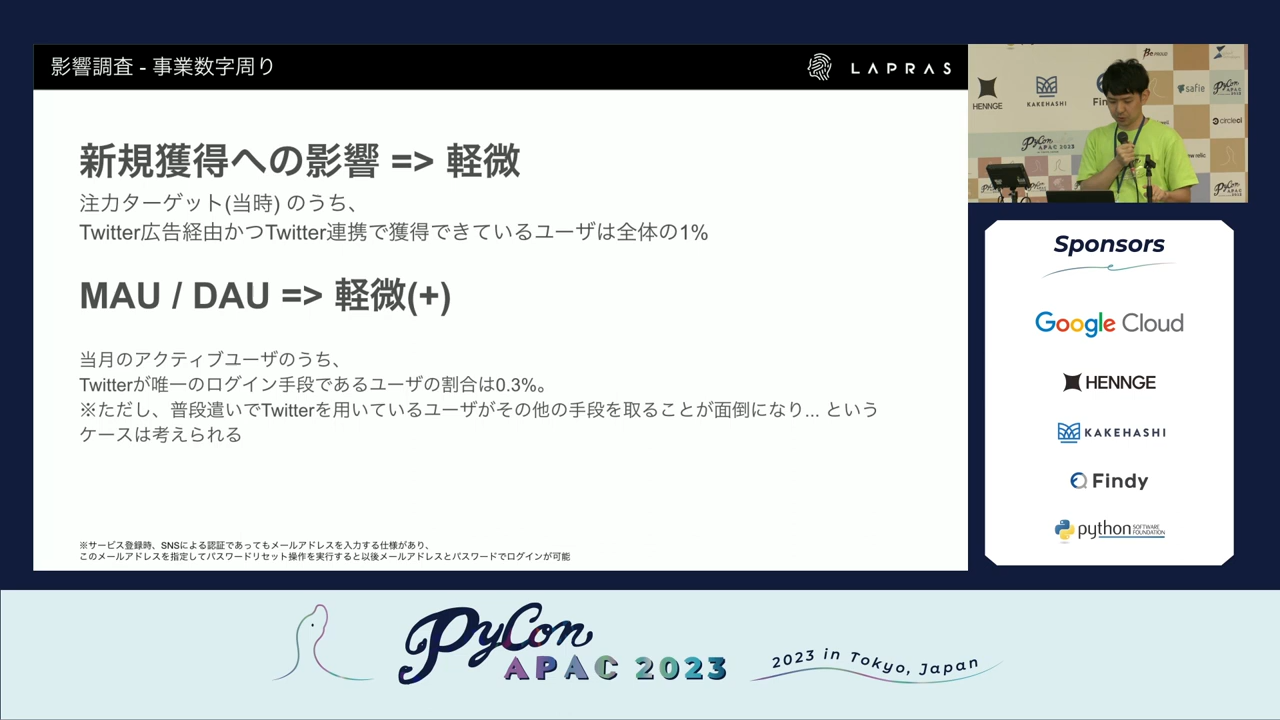 影響調査 - 事業数字周り
LAPRAS
新規獲得への影響 => 軽微
注力ターゲット(当時) のうち、
Twitter広告経由かつTwitter連携で獲得できているユーザは全体の1%
MAU / DAU => 軽微(+)
当月のアクティブユーザのうち、
Twitterが唯一のログイン手段であるユーザの割合は0.3%。
※ただし、普段遣いでTwitterを用いているユーザがその他の手段を取ることが面倒になり... という
ケースは考えられる
※サービス登録時、SNSによる認証であってもメールアドレスを入力する仕様があり、
このメールアドレスを指定してパスワードリセット操作を実行すると以後メールアドレスとパスワードでログインが可能
BePROUD
HENNGE
KAKEHASHI
Fin
safie
PyCon
APAC 2023
circleci
new relic
PyCon
APAC 2023
Sponsors
Google Cloud
HENNGE
KAKEHASHI
Findy
python SOFTWARE FOUNDATION
PyCon
APAC 2023
2023 in Tokyo, Japan